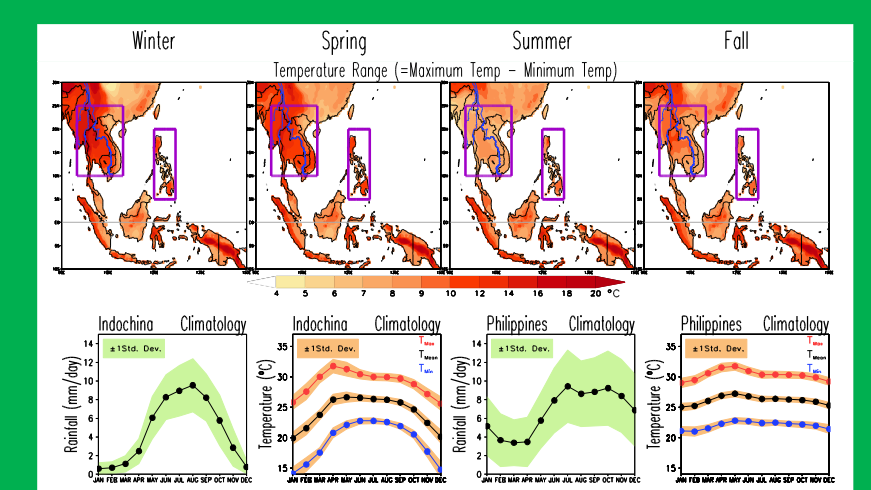 Winter Spring Summer Fall
Temperature Range (=Maximum Temp - Minimum Temp)
4 5 6 7 8 9 10 12 14 16 18 20 °C
Indochina Climatology
±1Std. Dev.
Rainfall (mm/day)
14
12
10
8
6
4
2
0
JAN FEB MAR APR MAY JUN JUL AUG SEP OCT NOV DEC
Indochina Climatology
±1Std. Dev.
TMax
TMean
TMin
Temperature (°C)
35
30
25
20
15
JAN FEB MAR APR MAY JUN JUL AUG SEP OCT NOV DEC
Philippines Climatology
±1Std. Dev.
Rainfall (mm/day)
14
12
10
8
6
4
2
0
JAN FEB MAR APR MAY JUN JUL AUG SEP OCT NOV DEC
Philippines Climatology
±1Std. Dev.
TMax
TMean
TMin
Temperature (°C)
35
30
25
20
15
JAN FEB MAR APR MAY JUN JUL AUG SEP OCT NOV DEC